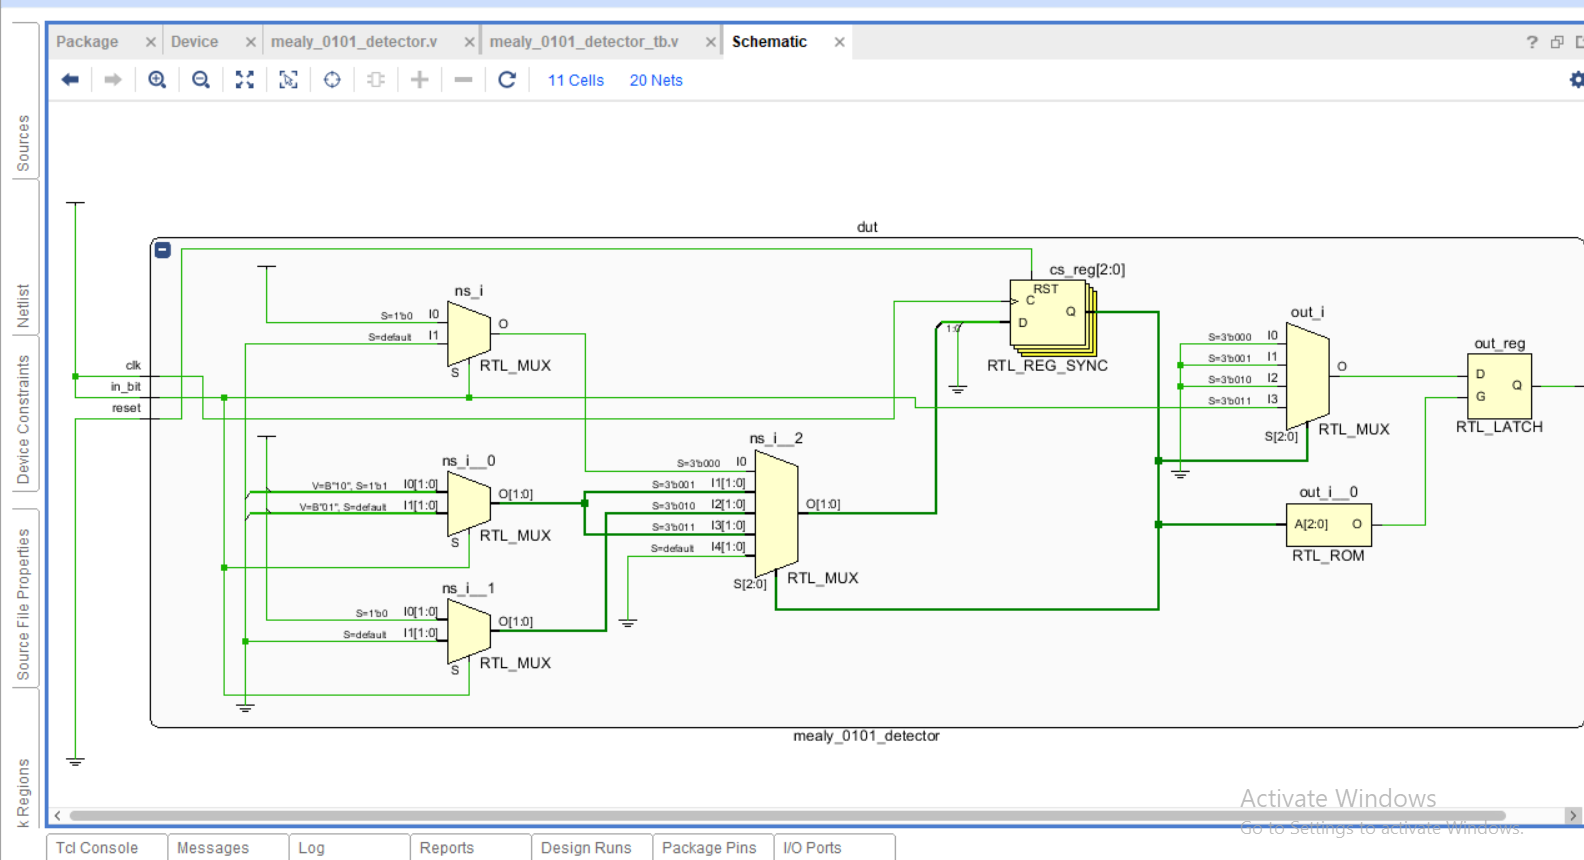 Package
Device
mealy_0101_detector.v
mealy_0101_detector_tb.v
Schematic
11 Cells
20 Nets
Sources
Netlist
Device Constraints
Source File Properties
k Regions
dut
clk
in_bit
reset
ns_i
S=1'b0 I0
S=default I1
O
S
RTL_MUX
ns_i__0
V=B"10", S=1'b1 I0[1:0]
V=B"01", S=default I1[1:0]
O[1:0]
S
RTL_MUX
ns_i__1
S=1'b0 I0[1:0]
S=default I1[1:0]
O[1:0]
S
RTL_MUX
ns_i__2
S=3'b000 I0
S=3'b001 I1[1:0]
S=3'b010 I2[1:0]
S=3'b011 I3[1:0]
S=default I4[1:0]
O[1:0]
S[2:0]
RTL_MUX
cs_reg[2:0]
RST
C
Q
D
1:0
RTL_REG_SYNC
out_i
S=3'b000 I0
S=3'b001 I1
S=3'b010 I2
S=3'b011 I3
O
S[2:0]
RTL_MUX
out_reg
D
Q
G
RTL_LATCH
out_i__0
A[2:0] O
RTL_ROM
mealy_0101_detector
Activate Windows
Go to Settings to activate Windows.
Tcl Console
Messages
Log
Reports
Design Runs
Package Pins
I/O Ports